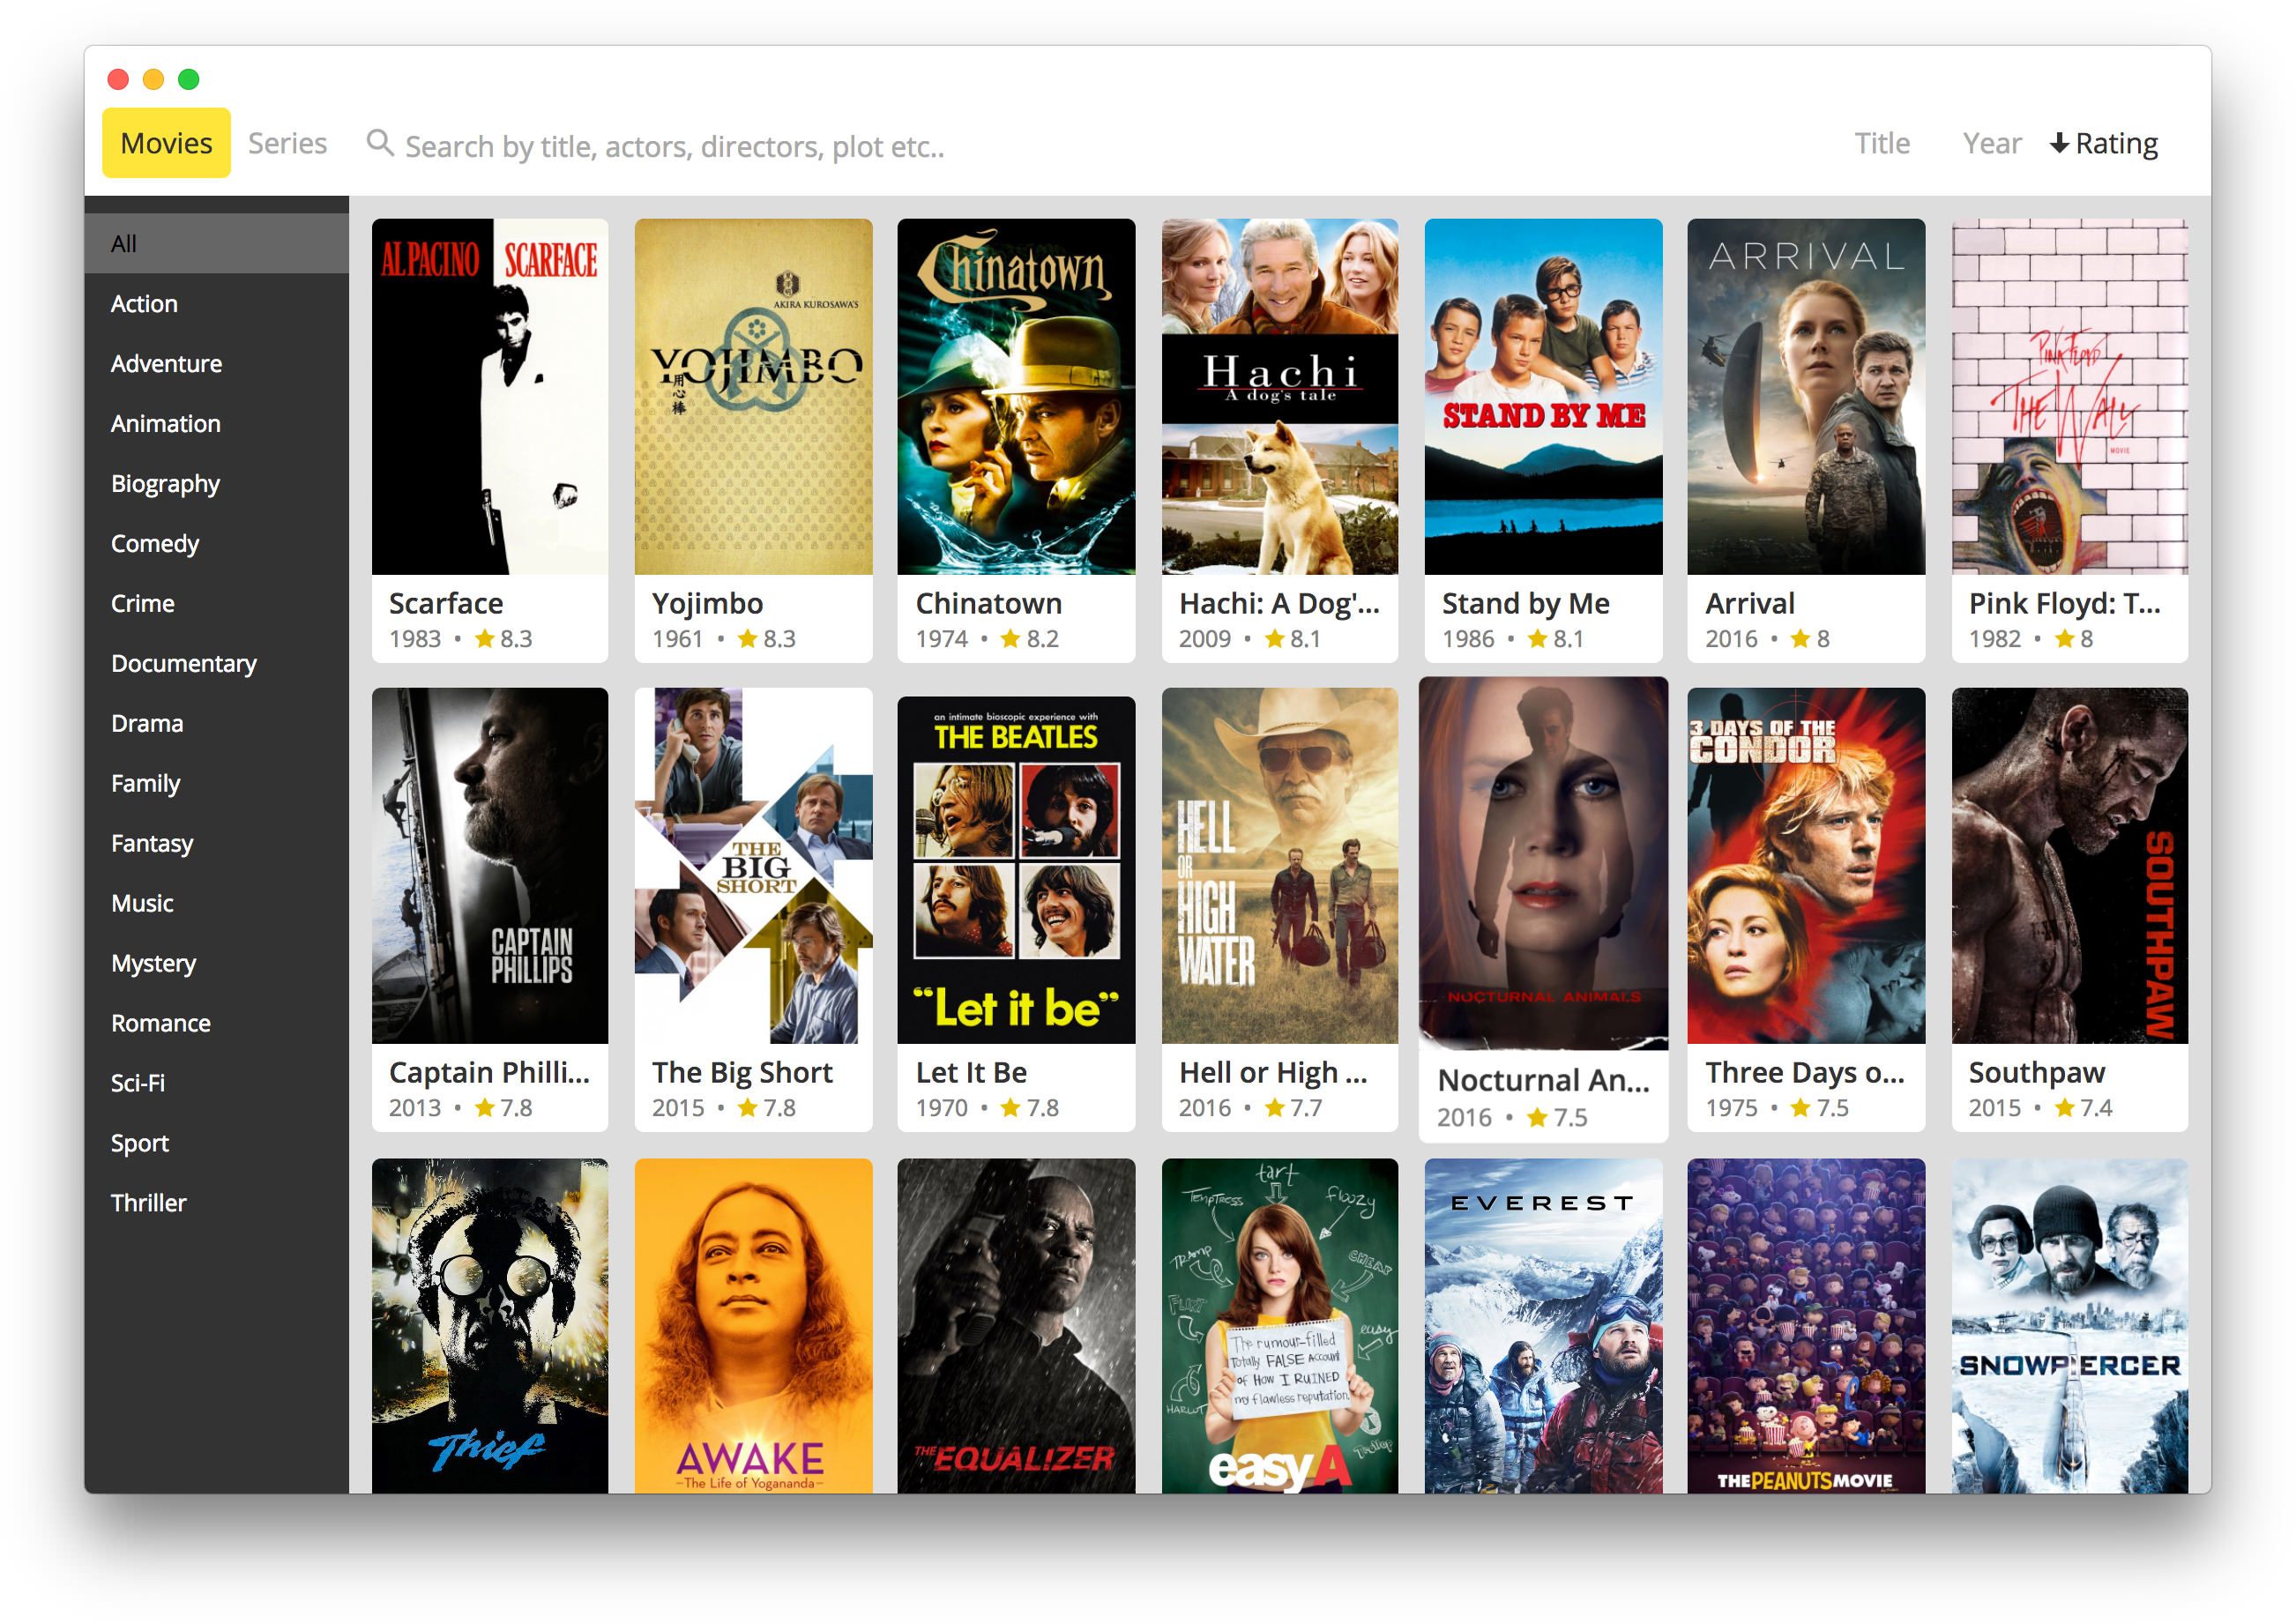 Movies
Series
Search by title, actors, directors, plot etc..
Title
Year
Rating
All
Action
Adventure
Animation
Biography
Comedy
Crime
Documentary
Drama
Family
Fantasy
Music
Mystery
Romance
Sci-Fi
Sport
Thriller
AL PACINO SCARFACE
Scarface
1983 • 8.3
AKIRA KUROSAWA'S
YOJIMBO
用心棒
Yojimbo
1961 • 8.3
Chinatown
Chinatown
1974 • 8.2
Hachi
A dog's tale
Hachi: A Dog'...
2009 • 8.1
STAND BY ME
Stand by Me
1986 • 8.1
ARRIVAL
Arrival
2016 • 8
PINK FLOYD
THE WALL
MOVIE
Pink Floyd: T...
1982 • 8
CAPTAIN
PHILLIPS
Captain Philli...
2013 • 7.8
THE
BIG
SHORT
The Big Short
2015 • 7.8
an intimate bioscopic experience with
THE BEATLES
“Let it be”
Let It Be
1970 • 7.8
HELL
OR
HIGH
WATER
Hell or High ...
2016 • 7.7
NOCTURNAL ANIMALS
Nocturnal An...
2016 • 7.5
3 DAYS OF THE
CONDOR
Three Days o...
1975 • 7.5
SOUTHPAW
Southpaw
2015 • 7.4
Thief
AWAKE
–The Life of Yogananda–
THE EQUALIZER
tart
TEMPTRESS
floozy
TRAMP
CHEAP
FLIRT
easy
The rumour-filled
Totally FALSE Account
of How I RUINED
my flawless reputation.
HARLOT
Trollop
easy A
EVEREST
THE PEANUTS MOVIE
SNOWPIERCER